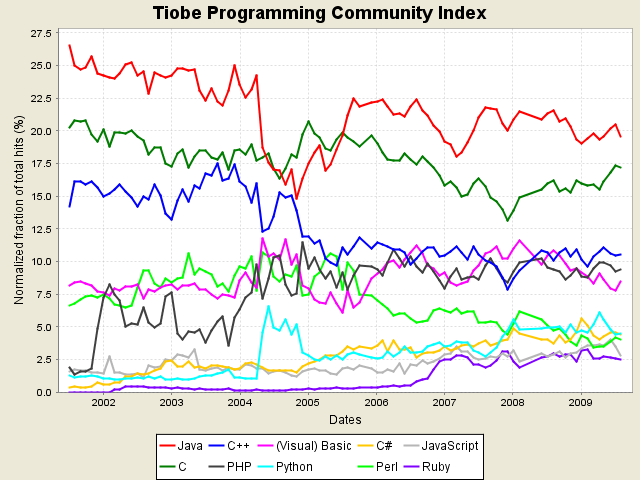 Tiobe Programming Community Index
Normalized fraction of total hits (%)
27.5
25.0
22.5
20.0
17.5
15.0
12.5
10.0
7.5
5.0
2.5
0.0
2002 2003 2004 2005 2006 2007 2008 2009
Dates
Java C++ (Visual) Basic C# JavaScript
C PHP Python Perl Ruby